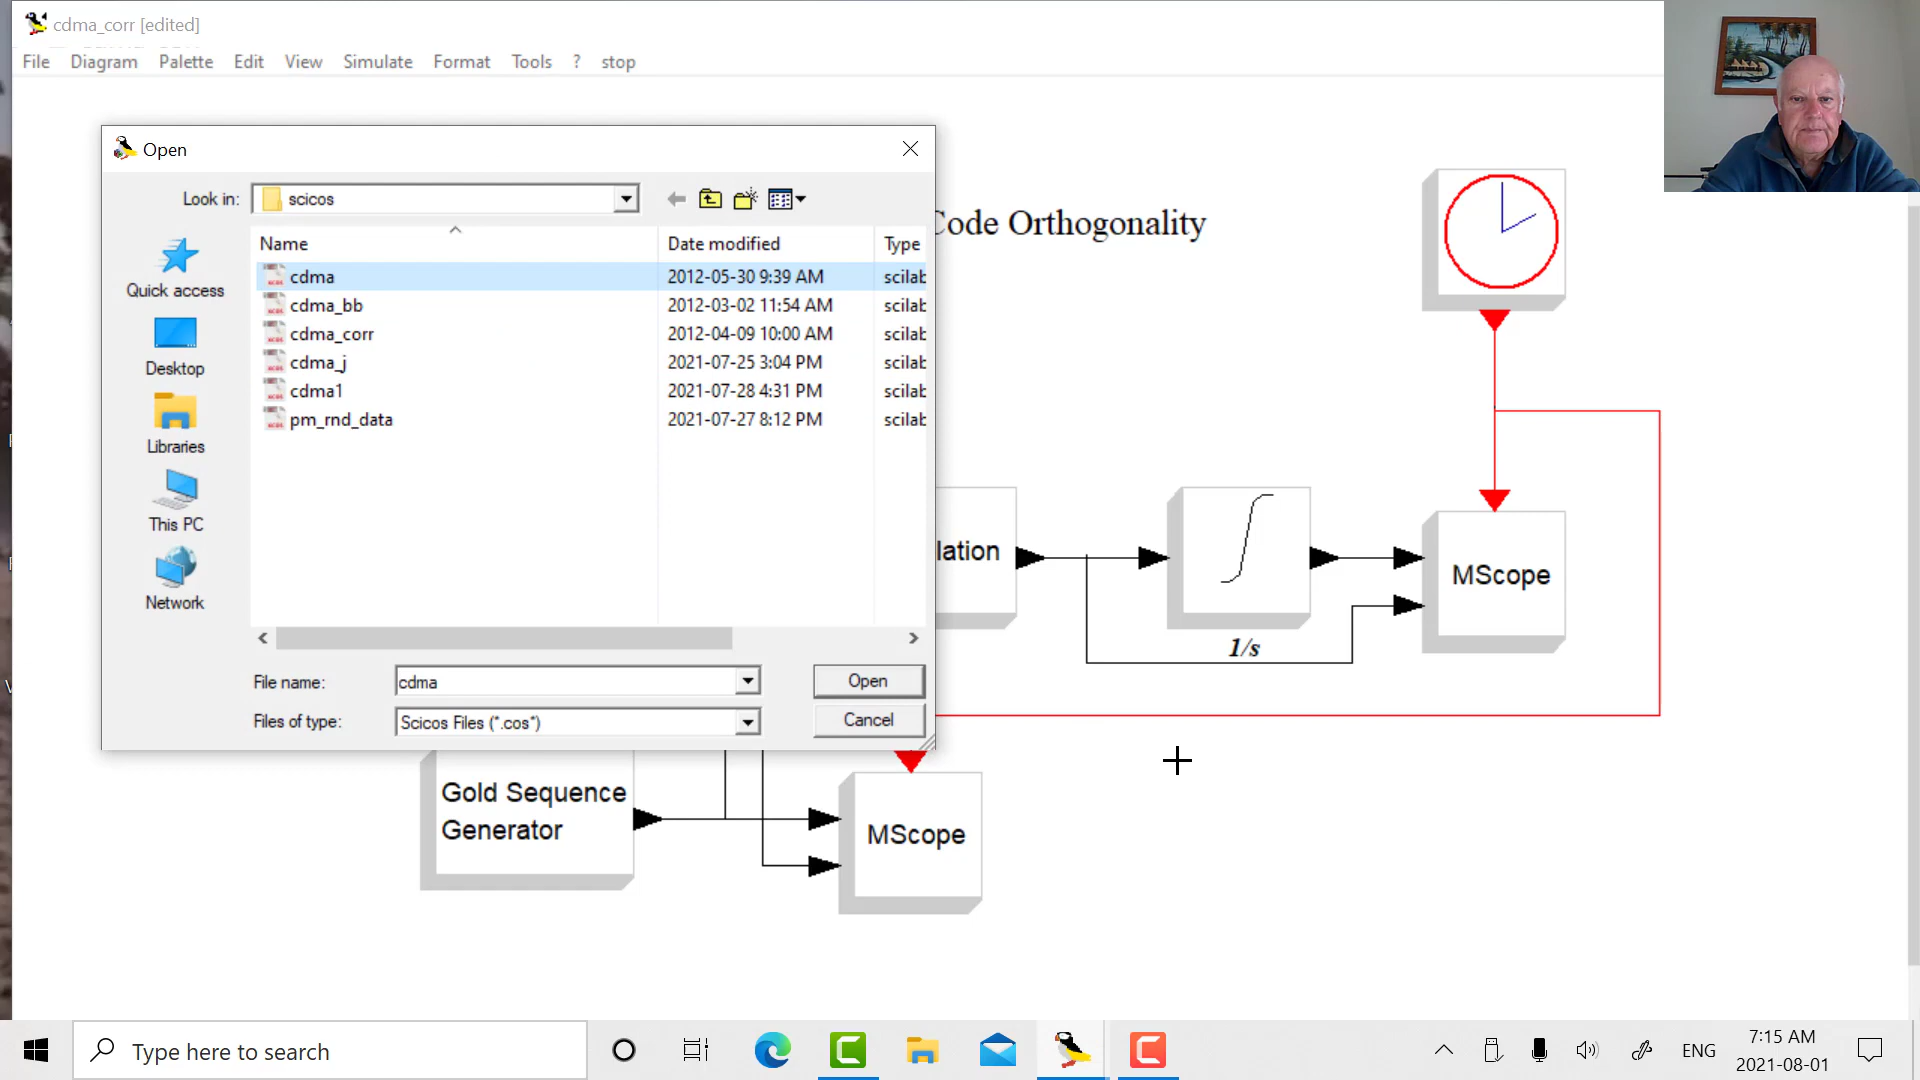 cdma_corr [edited]
File Diagram Palette Edit View Simulate Format Tools ? stop
Open
Look in: scicos
Name Date modified Type
cdma 2012-05-30 9:39 AM
cdma_bb 2012-03-02 11:54 AM
cdma_corr 2012-04-09 10:00 AM
cdma_j 2021-07-25 3:04 PM
cdma1 2021-07-28 4:31 PM
pm_rnd_data 2021-07-27 8:12 PM
Quick access
Desktop
Libraries
This PC
Network
File name: cdma Open
Files of type: Scicos Files (*.cos*) Cancel
Code Orthogonality
MScope
1/s
Gold Sequence
Generator
MScope
Type here to search
ENG
7:15 AM
2021-08-01